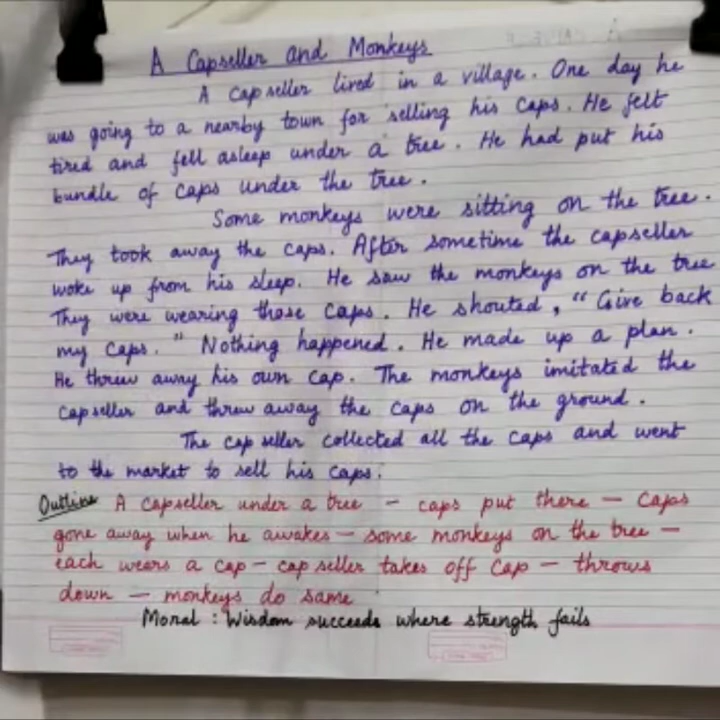 A Capseller and Monkeys
A Capseller lived in a village. One day he
was going to a nearby town for selling his caps. He felt
tired and fell asleep under a tree. He had put his
bundle of caps under the tree.
Some monkeys were sitting on the tree.
They took away the caps. After sometime the capseller
woke up from his sleep. He saw the monkeys on the tree
They were wearing those caps. He shouted, "Give back
my caps." Nothing happened. He made up a plan.
He threw away his own cap. The monkeys imitated the
capseller and threw away the caps on the ground.
The capseller collected all the caps and went
to the market to sell his caps.
Outline A capseller under a tree – caps put there – caps
gone away when he awakes – some monkeys on the tree –
each wears a cap – capseller takes off cap – throws
down – monkeys do same
Moral : Wisdom succeeds where strength fails